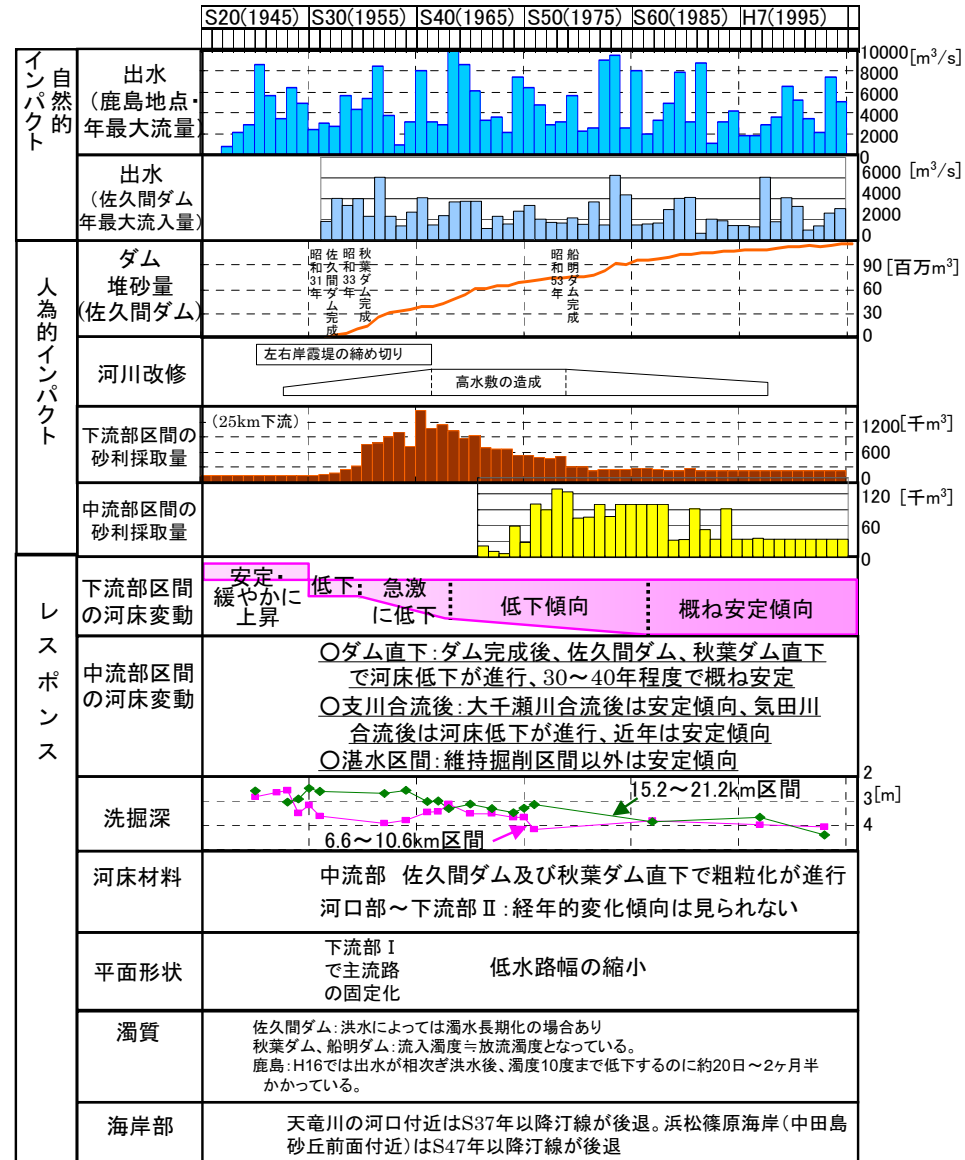 S20(1945) S30(1955) S40(1965) S50(1975) S60(1985) H7(1995)
自然的
インパクト
出水
（鹿島地点・
年最大流量）
10000[m³/s]
8000
6000
4000
2000
0
出水
（佐久間ダム
年最大流入量）
6000 [m³/s]
4000
2000
0
人為的インパクト
ダム
堆砂量
(佐久間ダム)
昭和31年
佐久間ダム完成
昭和33年
秋葉ダム完成
昭和53年
船明ダム完成
90 [百万m³]
60
30
0
河川改修
左右岸霞堤の締め切り
高水敷の造成
下流部区間の
砂利採取量
(25km下流)
1200[千m³]
600
0
中流部区間の
砂利採取量
120 [千m³]
60
0
レスポンス
下流部区間
の河床変動
安定・
緩やかに
上昇
低下
急激
に低下
低下傾向
概ね安定傾向
中流部区間
の河床変動
○ダム直下：ダム完成後、佐久間ダム、秋葉ダム直下
で河床低下が進行、30～40年程度で概ね安定
○支川合流後：大千瀬川合流後は安定傾向、気田川
合流後は河床低下が進行、近年は安定傾向
○湛水区間：維持掘削区間以外は安定傾向
洗掘深
2
3[m]
4
15.2～21.2km区間
6.6～10.6km区間
河床材料
中流部 佐久間ダム及び秋葉ダム直下で粗粒化が進行
河口部～下流部Ⅱ：経年的変化傾向は見られない
平面形状
下流部Ⅰ
で主流路
の固定化
低水路幅の縮小
濁質
佐久間ダム：洪水によっては濁水長期化の場合あり
秋葉ダム、船明ダム：流入濁度≒放流濁度となっている。
鹿島：H16では出水が相次ぎ洪水後、濁度10度まで低下するのに約20日～2ヶ月半
かかっている。
海岸部
天竜川の河口付近はS37年以降汀線が後退。浜松篠原海岸（中田島
砂丘前面付近）はS47年以降汀線が後退